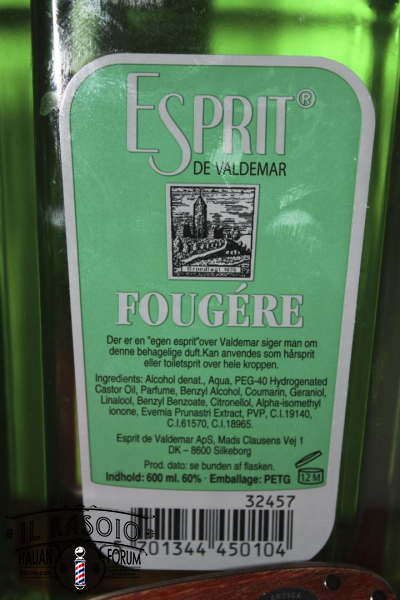 ESPRIT®
DE VALDEMAR
Grundlagt
FOUGÉRE
Der er en "egen esprit"over Valdemar siger man om
denne behagelige duft.Kan anvendes som hårsprit
eller toiletsprit over hele kroppen.
Ingredients: Alcohol denat., Aqua, PEG-40 Hydrogenated
Castor Oil, Parfume, Benzyl Alcohol, Coumarin, Geraniol,
Linalool, Benzyl Benzoate, Citronellol, Alpha-isomethyl
ionone, Evernia Prunastri Extract, PVP, C.I.19140,
C.I.61570, C.I.18965.
Esprit de Valdemar ApS, Mads Clausens Vej 1
DK – 8600 Silkeborg
Prod. dato: se bunden af flasken.
Indhold: 600 ml. 60% · Emballage: PETG
12 M
32457
701344 450104
IL RASOIO
ITALIAN FORUM